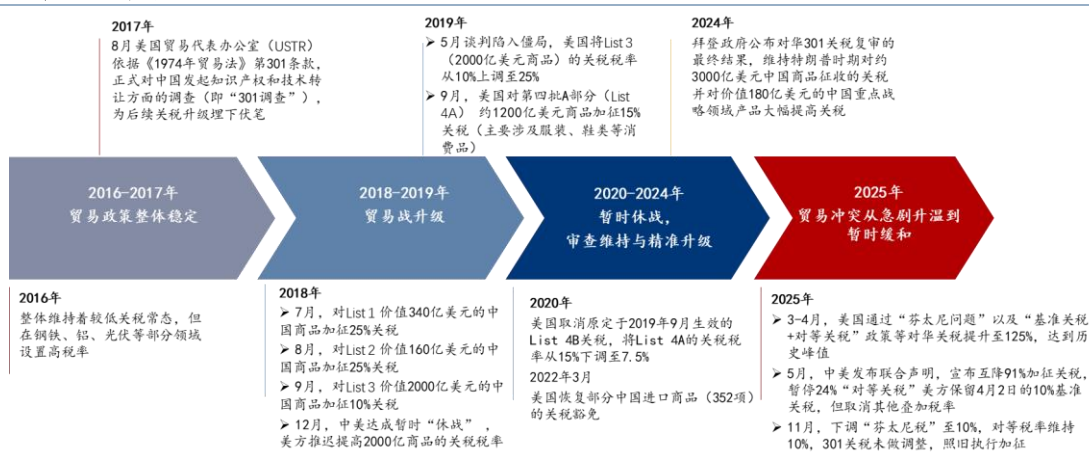 2017年
8月美国贸易代表办公室（USTR）
依据《1974年贸易法》第301条款，
正式对中国发起知识产权和技术转
让方面的调查（即“301调查”），
为后续关税升级埋下伏笔
2019年
➢ 5月谈判陷入僵局，美国将List 3
（2000亿美元商品）的关税税率
从10%上调至25%
➢ 9月，美国对第四批A部分（List
4A） 约1200亿美元商品加征15%
关税（主要涉及服装、鞋类等消
费品）
2024年
拜登政府公布对华301关税复审的
最终结果，维持特朗普时期对约
3000亿美元中国商品征收的关税
并对价值180亿美元的中国重点战
略领域产品大幅提高关税
2016-2017年
贸易政策整体稳定
2018-2019年
贸易战升级
2020-2024年
暂时休战，
审查维持与精准升级
2025年
贸易冲突从急剧升温到
暂时缓和
2016年
整体维持着较低关税常态，但
在钢铁、铝、光伏等部分领域
设置高税率
2018年
➢ 7月，对List 1 价值340亿美元的中
国商品加征25%关税
➢ 8月，对List 2 价值160亿美元的中
国商品加征25%关税
➢ 9月，对List 3 价值2000亿美元的中
国商品加征10%关税
➢ 12月，中美达成暂时“休战”，
美方推迟提高2000亿商品的关税税率
2020年
美国取消原定于2019年9月生效的
List 4B关税，将List 4A的关税税
率从15%下调至7.5%
2022年3月
美国恢复部分中国进口商品（352项）
的关税豁免
2025年
➢ 3-4月，美国通过“芬太尼问题”以及“基准关税
+对等关税”政策等对华关税提升至125%，达到历
史峰值
➢ 5月，中美发布联合声明，宣布互降91%加征关税，
暂停24%“对等关税”美方保留4月2日的10%基准
关税，但取消其他叠加税率
➢ 11月，下调“芬太尼税”至10%，对等税率维持
10%，301关税未做调整，照旧执行加征